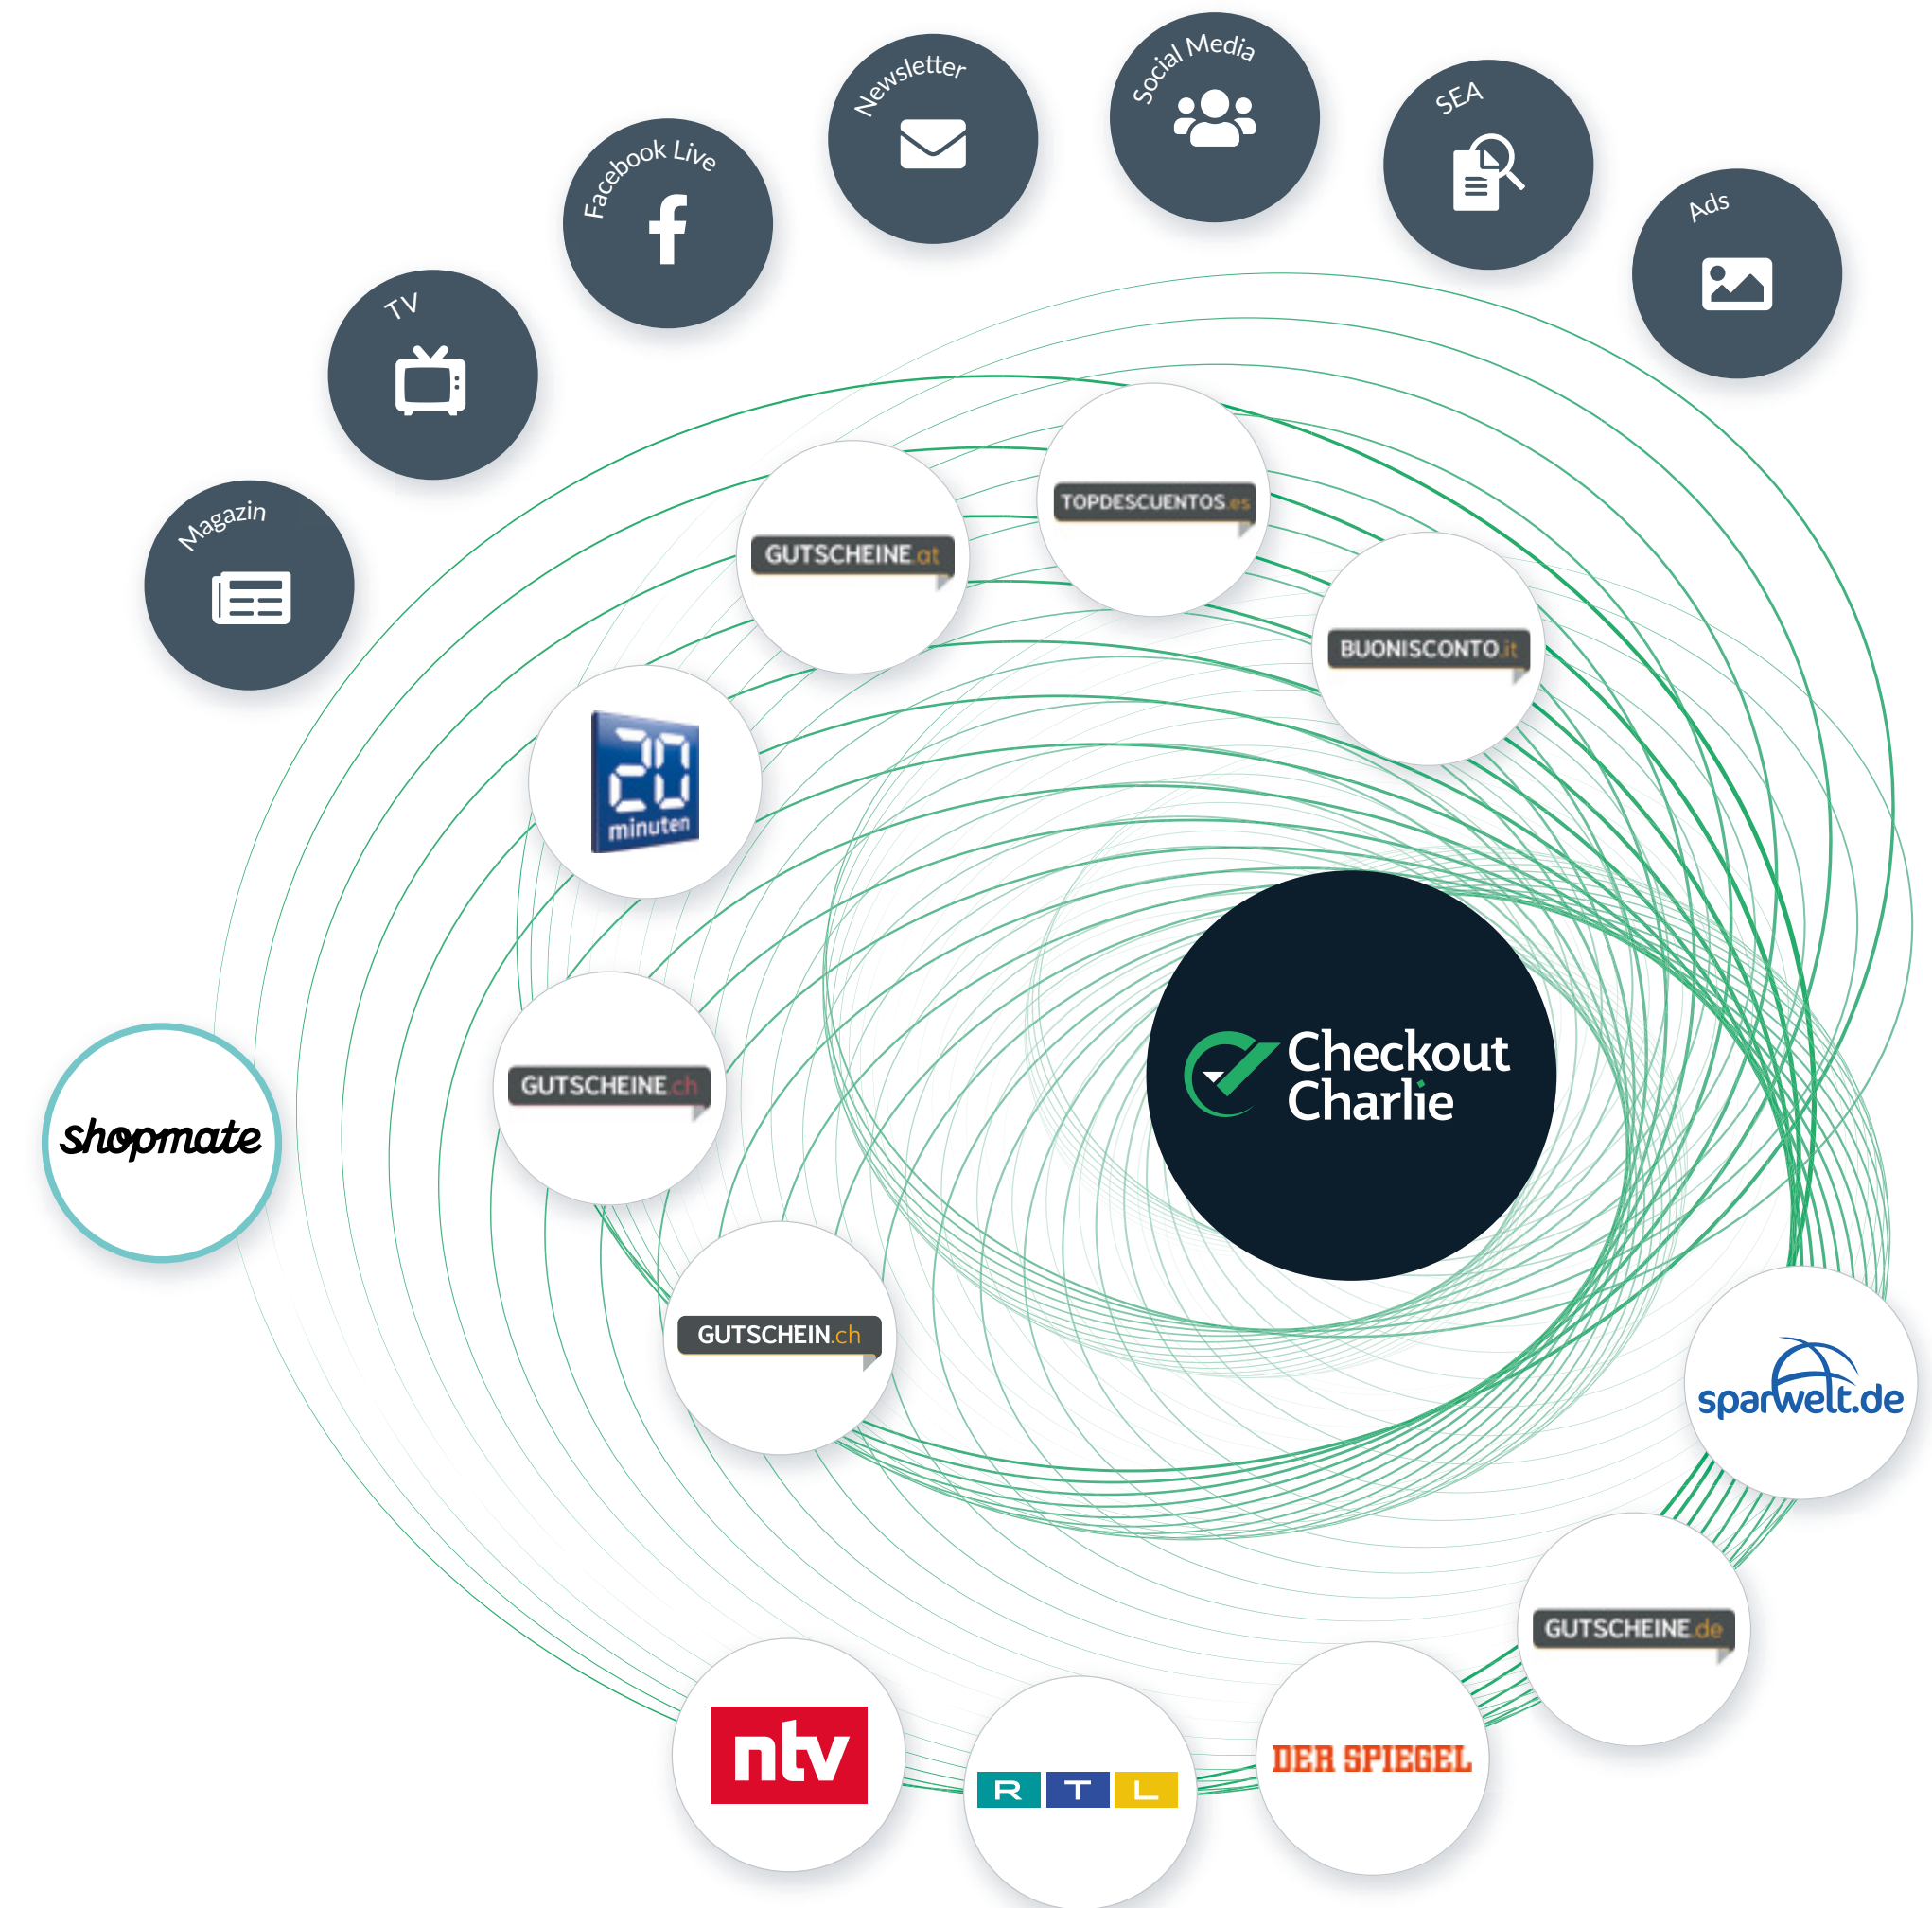 Social Media
Newsletter
SEA
Facebook Live
Ads
TV
Magazin
TOPDESCUENTOS.es
GUTSCHEINE.at
BUONISCONTO.it
20
minuten
Checkout
Charlie
GUTSCHEINE.ch
shopmate
GUTSCHEIN.ch
sparwelt.de
GUTSCHEINE.de
ntv
RTL
DER SPIEGEL